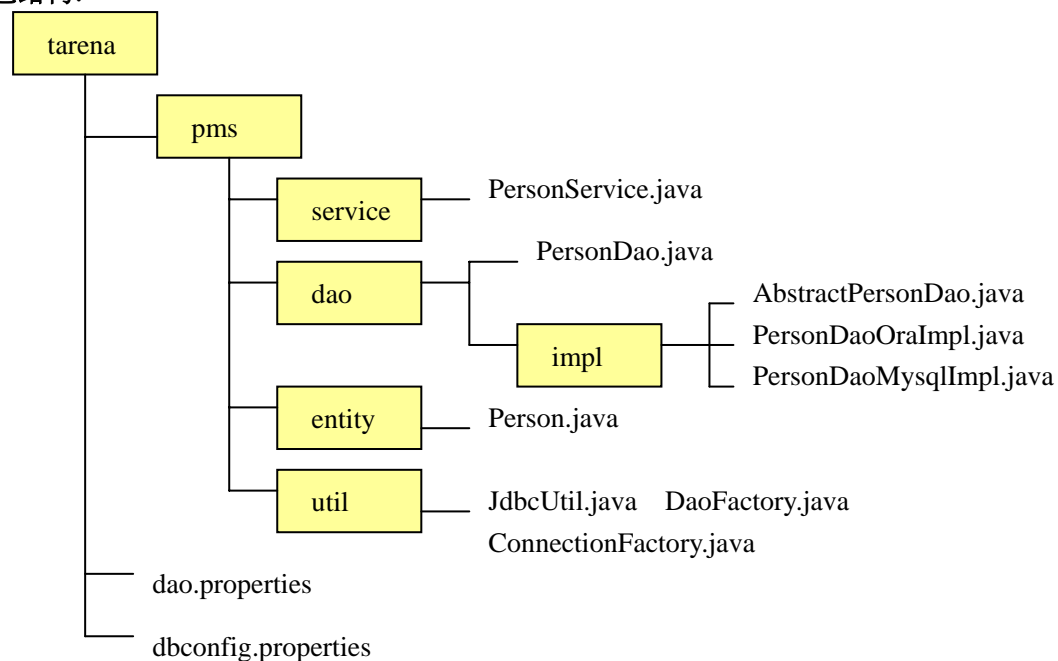 tarena
pms
service
PersonService.java
dao
PersonDao.java
impl
AbstractPersonDao.java
PersonDaoOraImpl.java
PersonDaoMysqlImpl.java
entity
Person.java
util
JdbcUtil.java DaoFactory.java
ConnectionFactory.java
dao.properties
dbconfig.properties